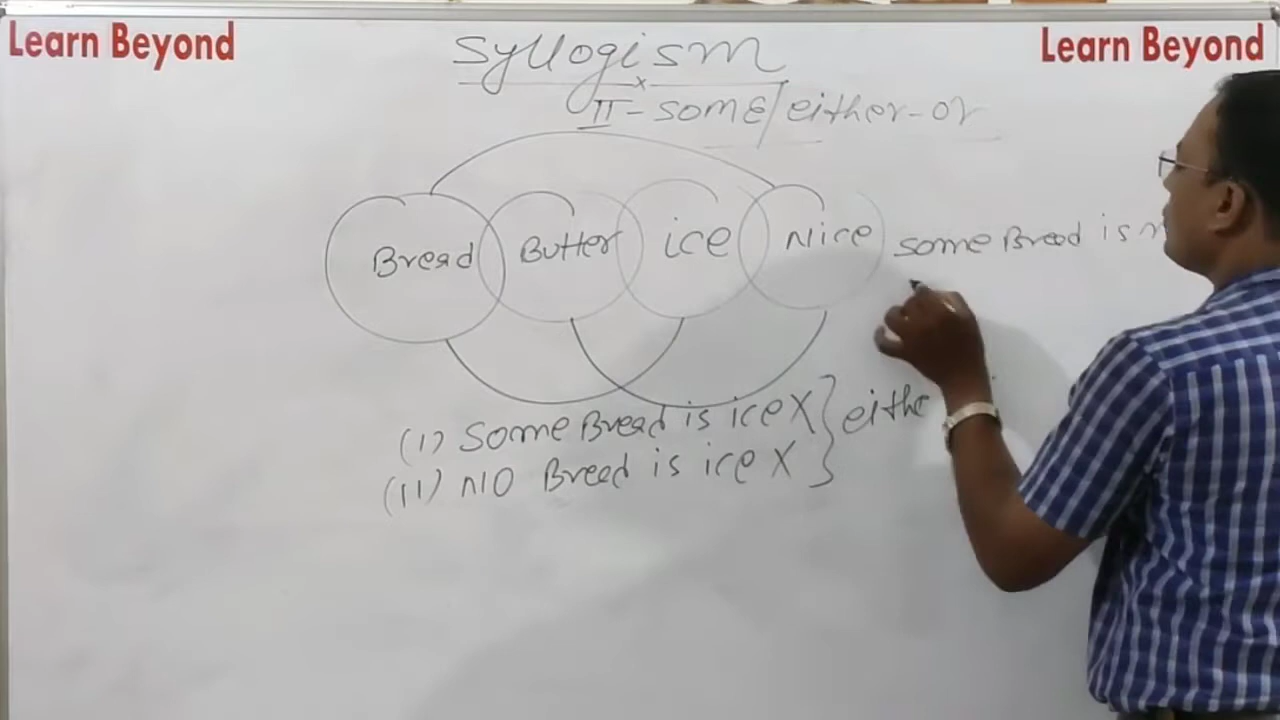 Learn Beyond
Learn Beyond
Syllogism
II - some/either-or
Bread Butter ice Nice
some Bread is
(I) Some Bread is ice X
(II) NO Breed is ice X